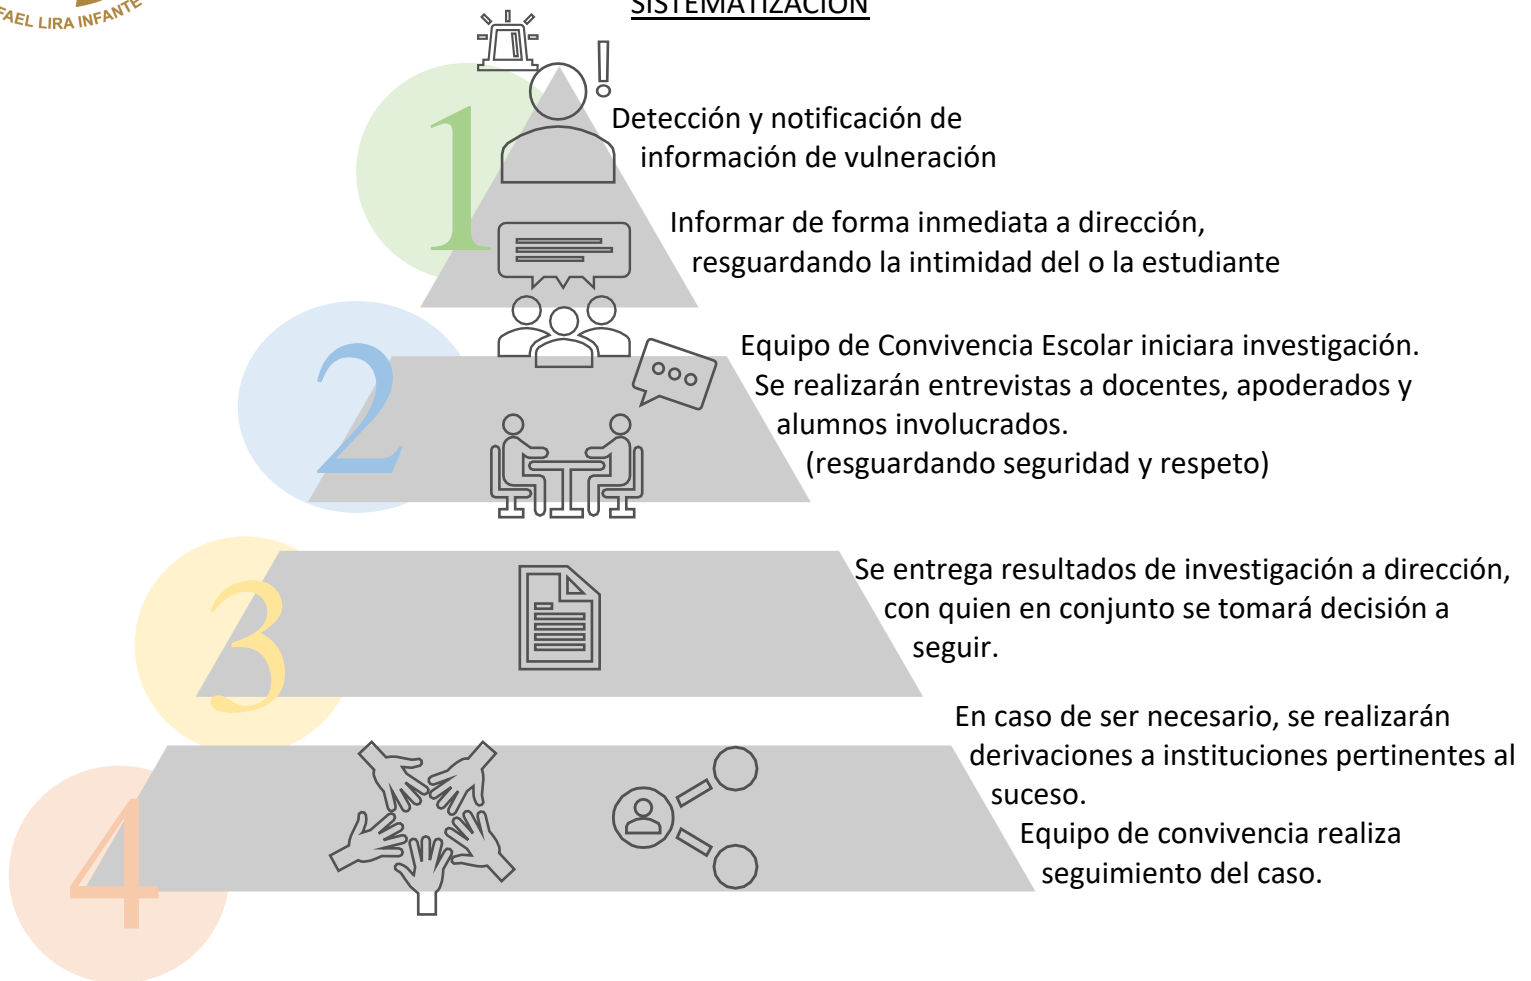 SISTEMATIZACIÓN
RAFAEL LIRA INFANTE
1
Detección y notificación de
información de vulneración
Informar de forma inmediata a dirección,
resguardando la intimidad del o la estudiante
2
Equipo de Convivencia Escolar iniciara investigación.
Se realizarán entrevistas a docentes, apoderados y
alumnos involucrados.
(resguardando seguridad y respeto)
3
Se entrega resultados de investigación a dirección,
con quien en conjunto se tomará decisión a
seguir.
4
En caso de ser necesario, se realizarán
derivaciones a instituciones pertinentes al
suceso.
Equipo de convivencia realiza
seguimiento del caso.